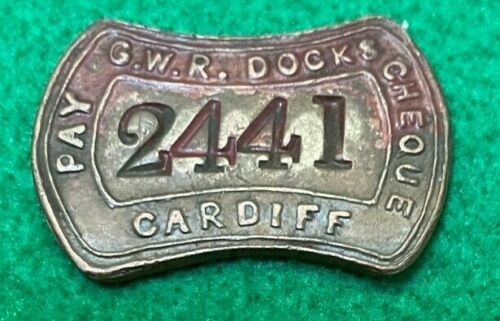 G.W.R. DOCKS
PAY
2441
CHEQUE
CARDIFF